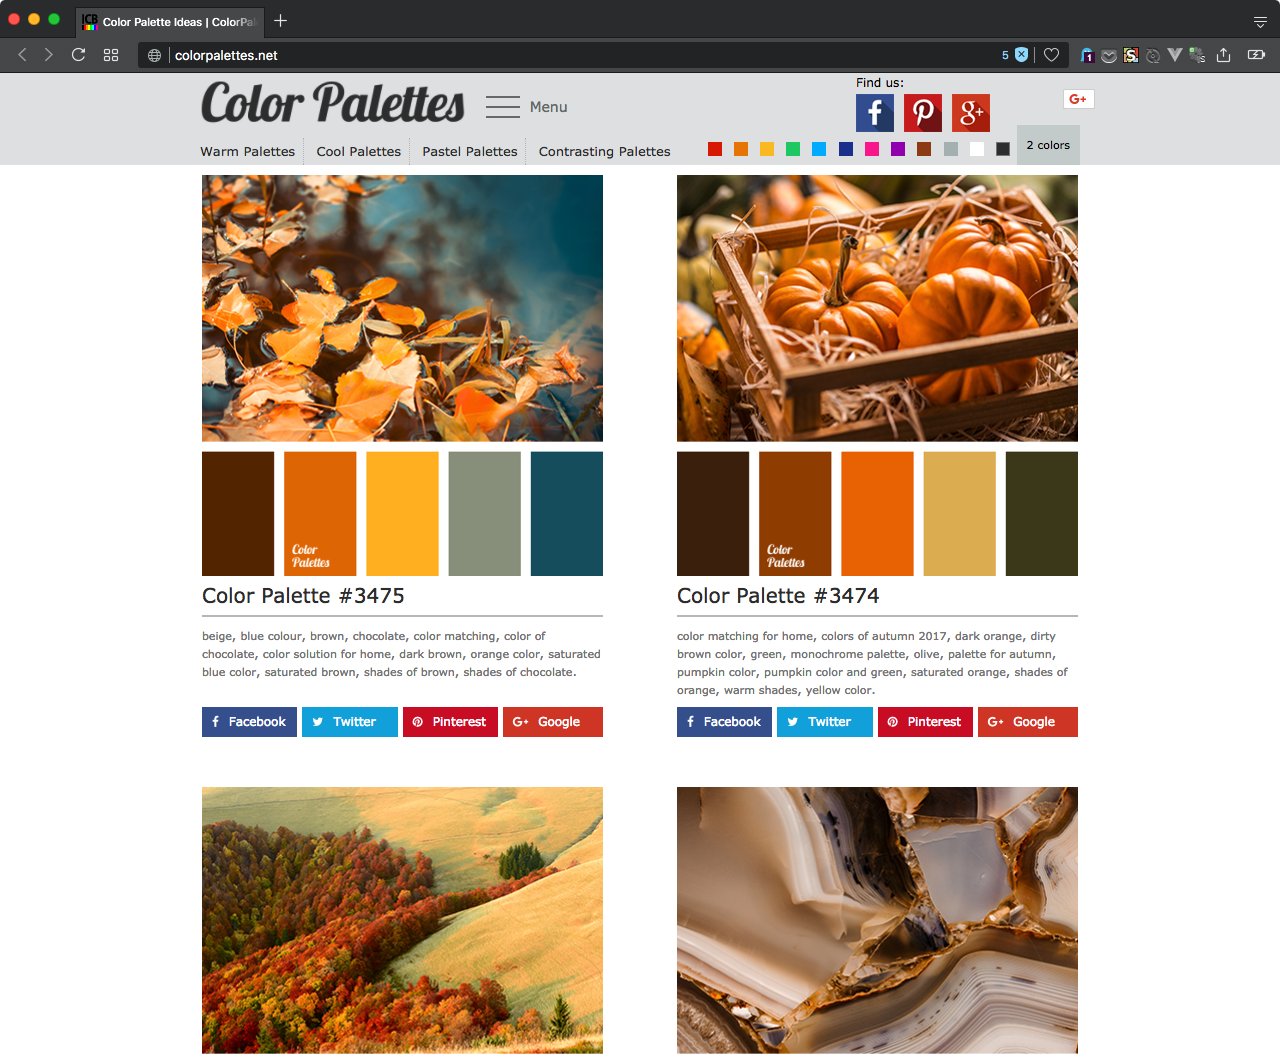 Color Palette Ideas | ColorPal
colorpalettes.net
5
1
Color Palettes
Menu
Find us:
G+
Warm Palettes
Cool Palettes
Pastel Palettes
Contrasting Palettes
2 colors
Color
Palettes
Color Palette #3475
beige, blue colour, brown, chocolate, color matching, color of
chocolate, color solution for home, dark brown, orange color, saturated
blue color, saturated brown, shades of brown, shades of chocolate.
Facebook
Twitter
Pinterest
G+ Google
Color
Palettes
Color Palette #3474
color matching for home, colors of autumn 2017, dark orange, dirty
brown color, green, monochrome palette, olive, palette for autumn,
pumpkin color, pumpkin color and green, saturated orange, shades of
orange, warm shades, yellow color.
Facebook
Twitter
Pinterest
G+ Google